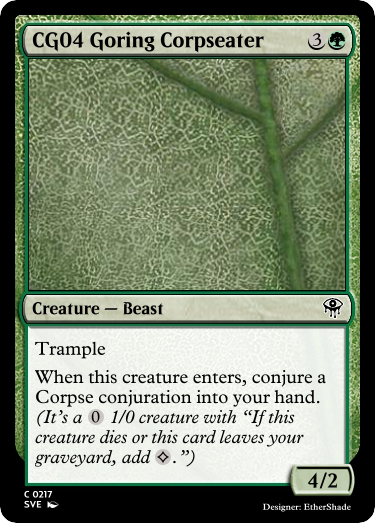 CG04 Goring Corpseater 3
Creature — Beast
Trample
When this creature enters, conjure a
Corpse conjuration into your hand.
(It's a 0 1/0 creature with “If this
creature dies or this card leaves your
graveyard, add .”)
4/2
C 0217
SVE
Designer: EtherShade